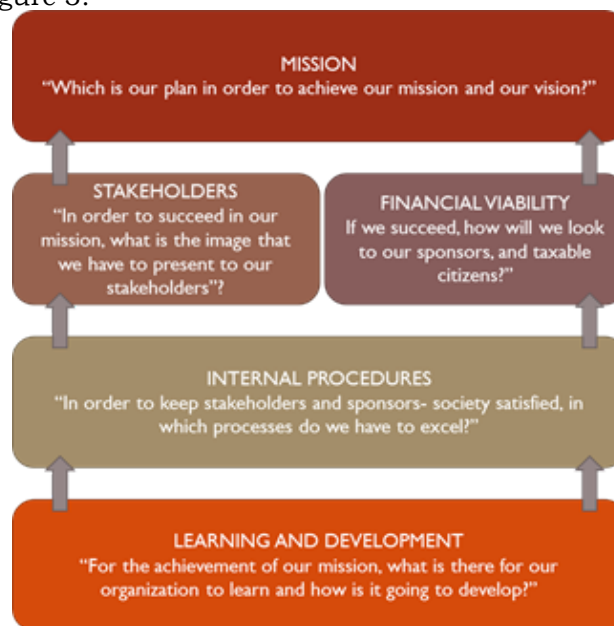 gure 3.
MISSION
“Which is our plan in order to achieve our mission and our vision?”
STAKEHOLDERS
“In order to succeed in our
mission, what is the image that
we have to present to our
stakeholders”?
FINANCIAL VIABILITY
If we succeed, how will we look
to our sponsors, and taxable
citizens?”
INTERNAL PROCEDURES
“In order to keep stakeholders and sponsors- society satisfied, in
which processes do we have to excel?”
LEARNING AND DEVELOPMENT
“For the achievement of our mission, what is there for our
organization to learn and how is it going to develop?”